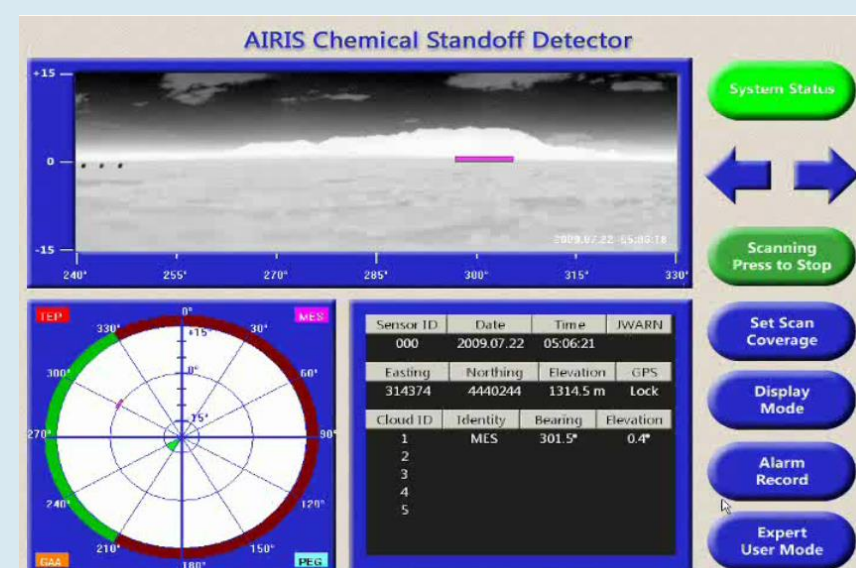 AIRIS Chemical Standoff Detector
+15
0
-15
2009.07.22 05:06:18
240° 255° 270° 285° 300° 315° 330°
System Status
Scanning
Press to Stop
Set Scan
Coverage
Display
Mode
Alarm
Record
Expert
User Mode
TEP
MES
GAA
PEG
0°
30°
60°
90°
120°
150°
180°
210°
240°
270°
300°
330°
+15°
0°
-15°
Sensor ID Date Time JWARN
000 2009.07.22 05:06:21
Easting Northing Elevation GPS
314374 4440244 1314.5 m Lock
Cloud ID Identity Bearing Elevation
1 MES 301.5° 0.4°
2
3
4
5